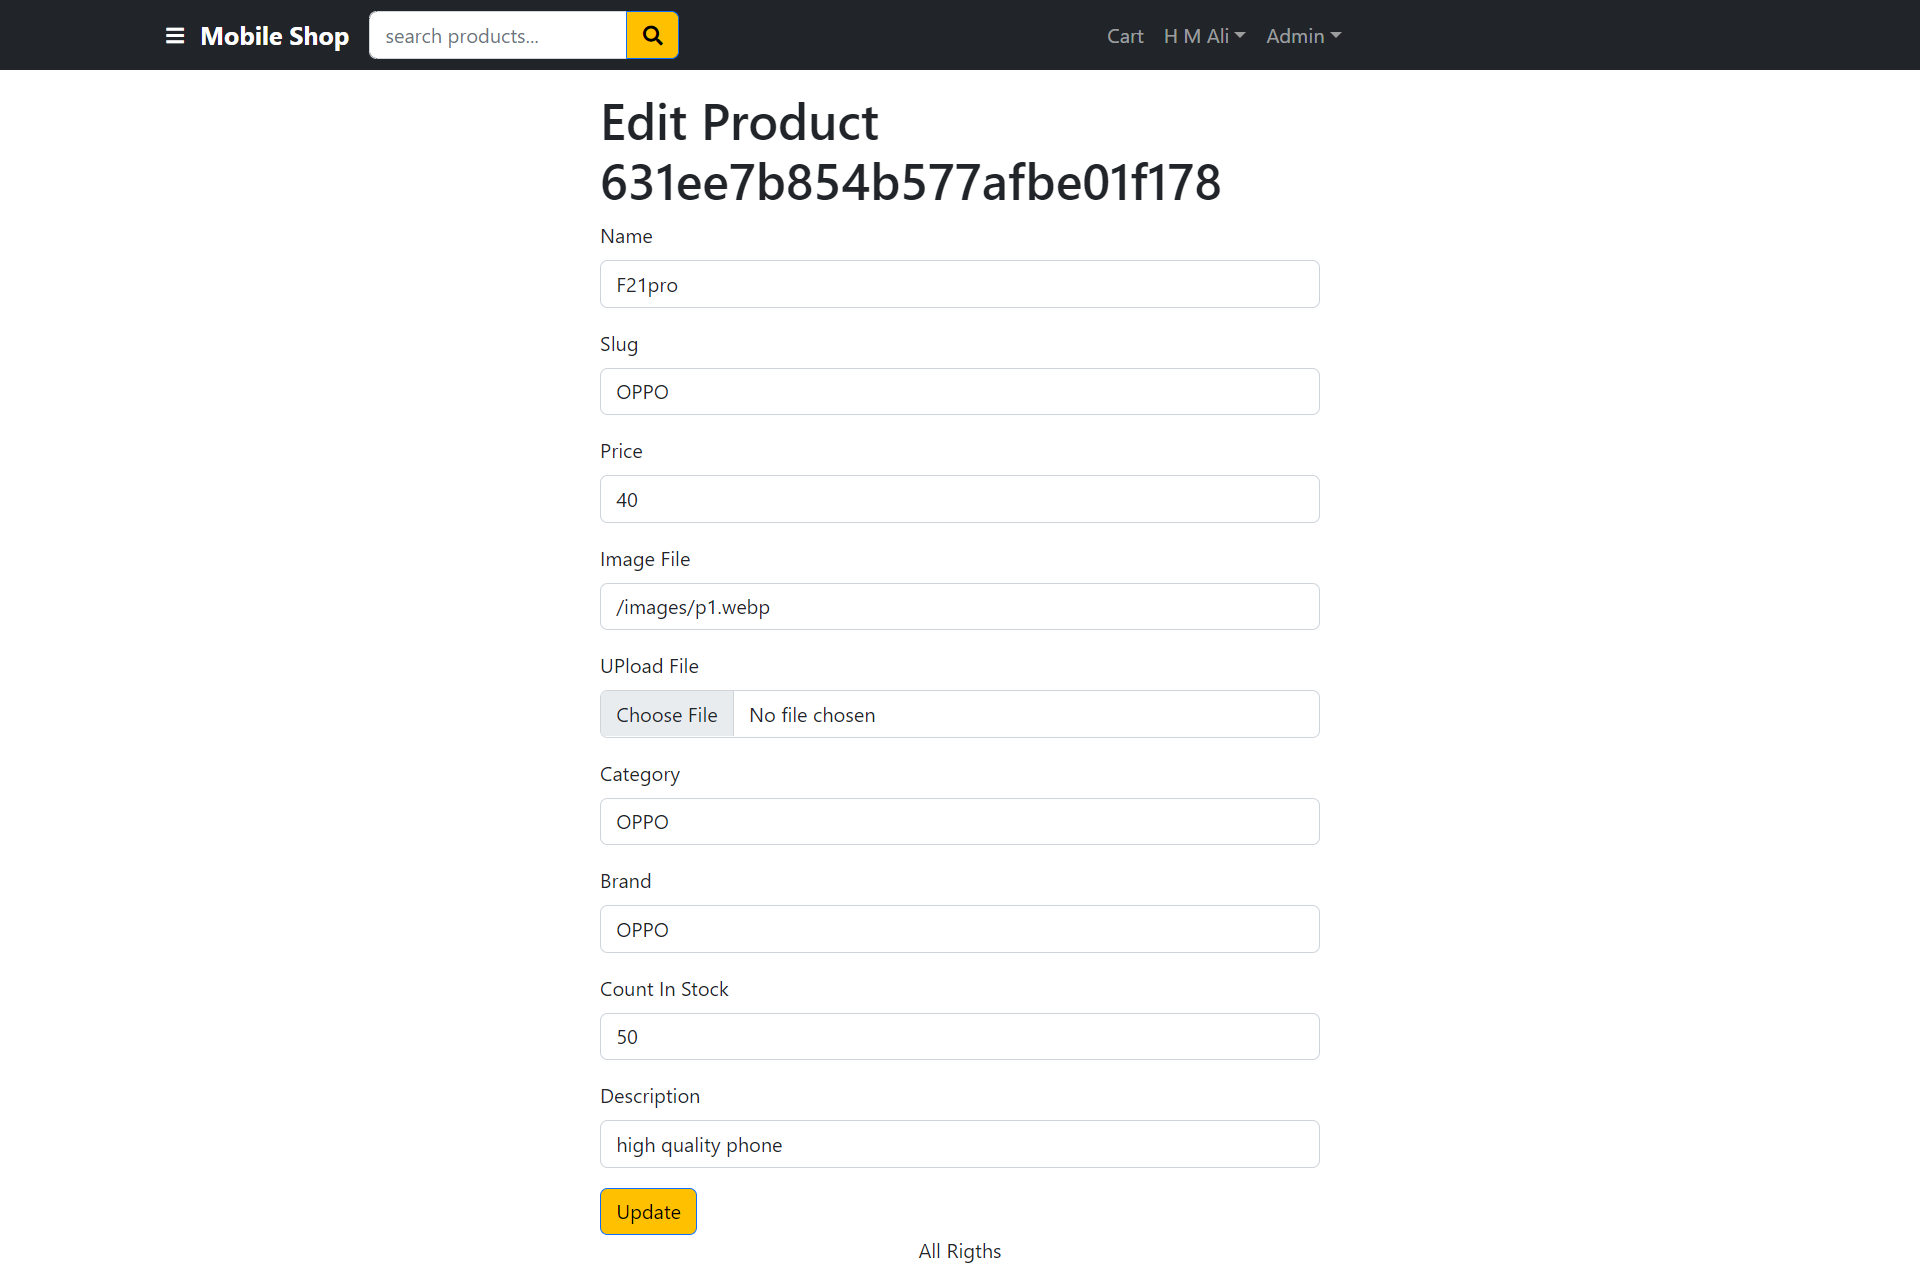 Mobile Shop
search products...
Cart
H M Ali
Admin
Edit Product
631ee7b854b577afbe01f178
Name
F21pro
Slug
OPPO
Price
40
Image File
/images/p1.webp
UPload File
Choose File No file chosen
Category
OPPO
Brand
OPPO
Count In Stock
50
Description
high quality phone
Update
All Rigths